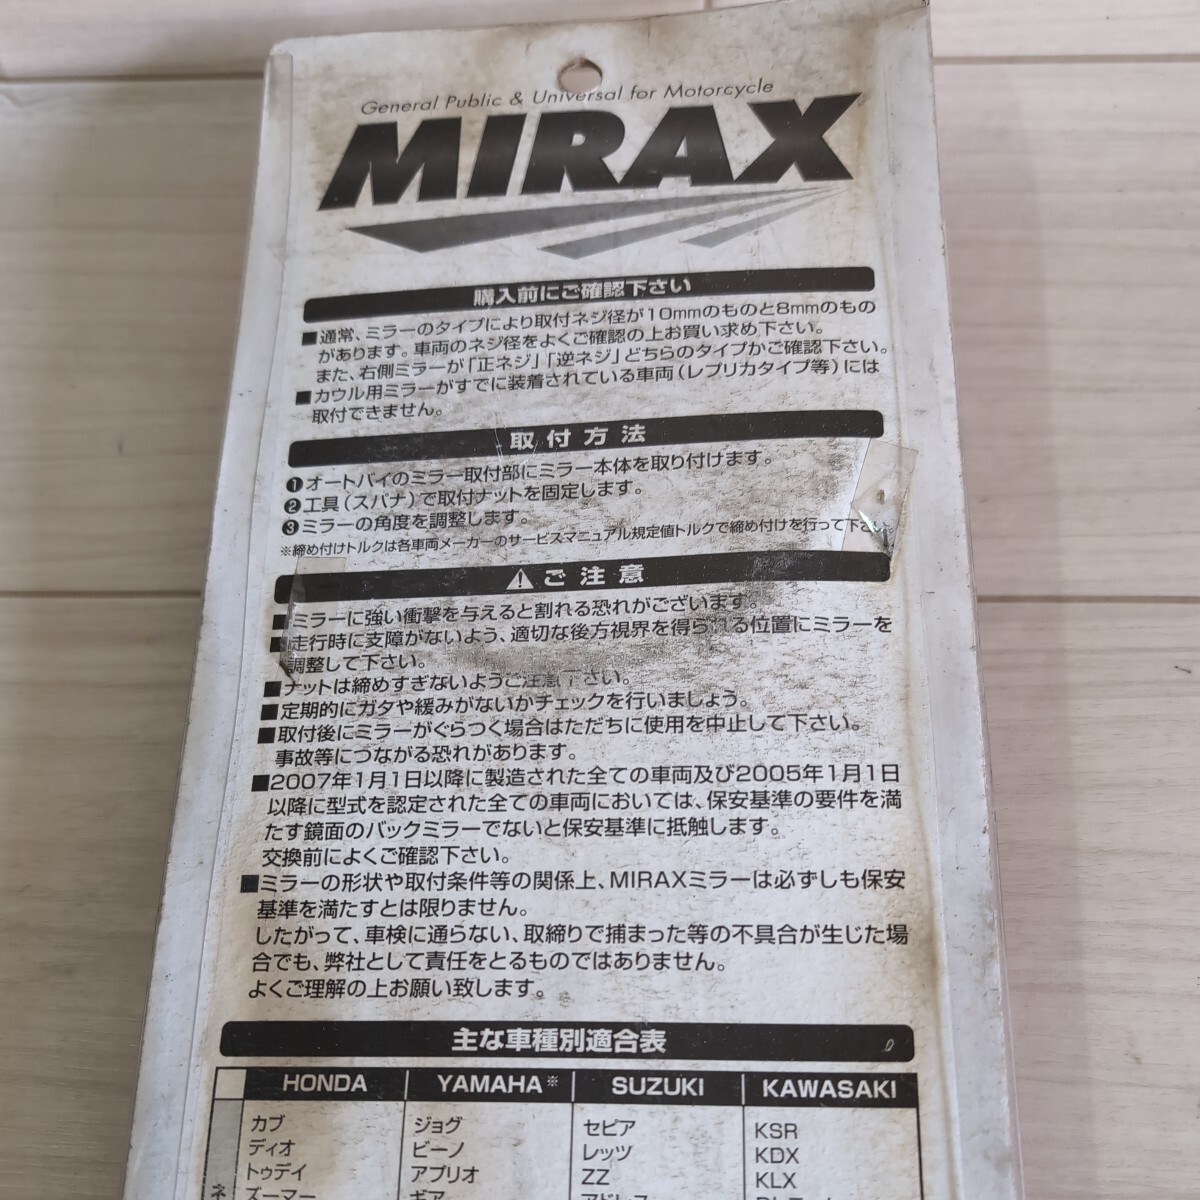 General Public & Universal for Motorcycle
MIRAX
購入前にご確認下さい
■通常、ミラーのタイプにより取付ネジ径が10mmのものと8mmのもの
があります。車両のネジ径をよくご確認の上お買い求め下さい。
また、右側ミラーが「正ネジ」「逆ネジ」どちらのタイプかご確認下さい。
■カウル用ミラーがすでに装着されている車両(レプリカタイプ等)には
取付できません。
取付方法
❶オートバイのミラー取付部にミラー本体を取り付けます。
❷工具(スパナ)で取付ナットを固定します。
❸ミラーの角度を調整します。
※締め付けトルクは各車両メーカーのサービスマニュアル規定値トルクで締め付けを行って下さい。
⚠ご注意
■ミラーに強い衝撃を与えると割れる恐れがございます。
■走行時に支障がないよう、適切な後方視界を得られる位置にミラーを
調整して下さい。
■ナットは締めすぎないようご注意下さい。
■定期的にガタや緩みがないかチェックを行いましょう。
■取付後にミラーがぐらつく場合はただちに使用を中止して下さい。
事故等につながる恐れがあります。
■2007年1月1日以降に製造された全ての車両及び2005年1月1日
以降に型式を認定された全ての車両においては、保安基準の要件を満
たす鏡面のバックミラーでないと保安基準に抵触します。
交換前によくご確認下さい。
■ミラーの形状や取付条件等の関係上、MIRAXミラーは必ずしも保安
基準を満たすとは限りません。
したがって、車検に通らない、取締りで捕まった等の不具合が生じた場
合でも、弊社として責任をとるものではありません。
よくご理解の上お願い致します。
主な車種別適合表
HONDA YAMAHA※ SUZUKI KAWASAKI
カブ ジョグ セピア KSR
ディオ ビーノ レッツ KDX
トゥデイ アプリオ ZZ KLX
ズーマー ギア アドレス